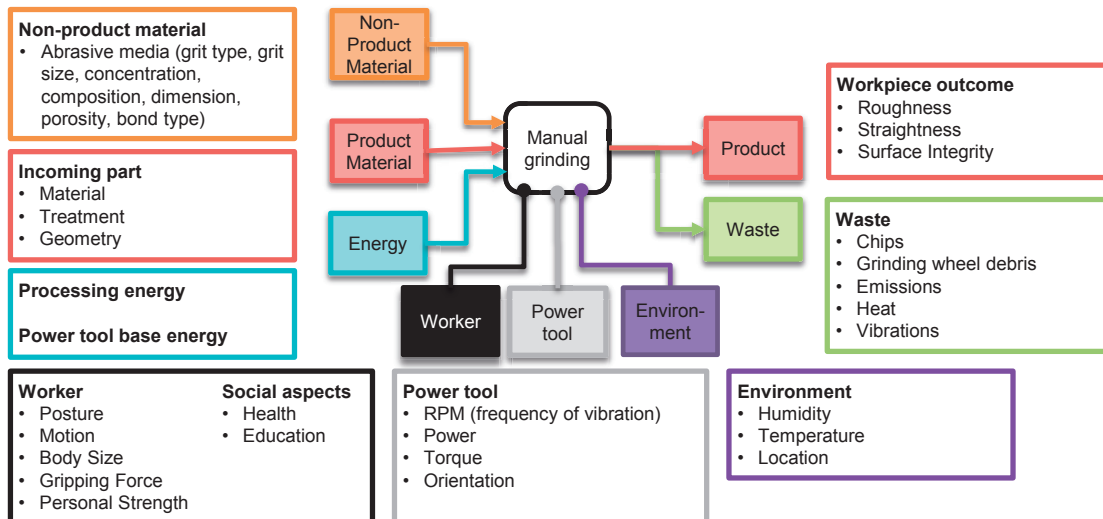 Non-product material
• Abrasive media (grit type, grit
size, concentration,
composition, dimension,
porosity, bond type)
Incoming part
• Material
• Treatment
• Geometry
Processing energy
Power tool base energy
Non-
Product
Material
Product
Material
Energy
Manual
grinding
Worker
Power
tool
Environ-
ment
Product
Waste
Workpiece outcome
• Roughness
• Straightness
• Surface Integrity
Waste
• Chips
• Grinding wheel debris
• Emissions
• Heat
• Vibrations
Worker
• Posture
• Motion
• Body Size
• Gripping Force
• Personal Strength
Social aspects
• Health
• Education
Power tool
• RPM (frequency of vibration)
• Power
• Torque
• Orientation
Environment
• Humidity
• Temperature
• Location